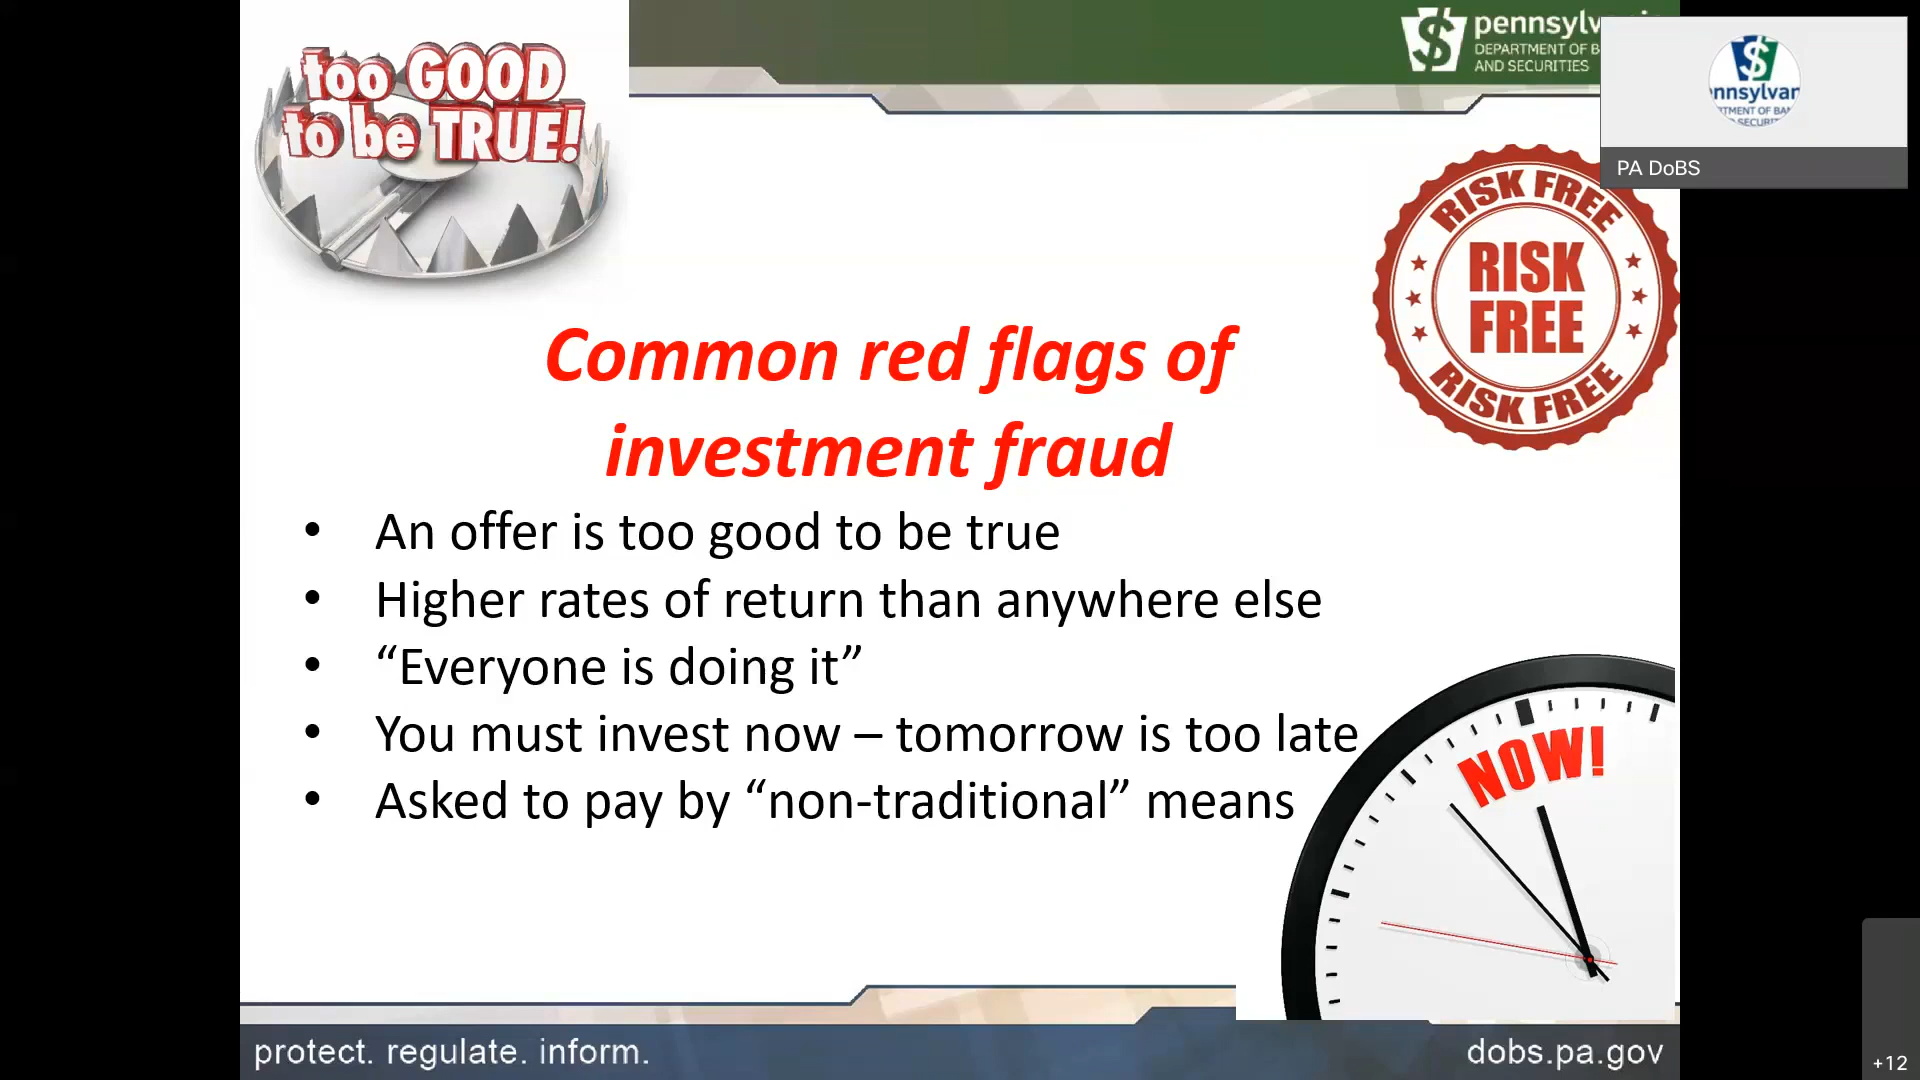 too GOOD
to be TRUE!
DEPARTMENT OF
AND SECURITIES
PA DoBS
RISK FREE
RISK
FREE
RISK FREE
Common red flags of
investment fraud
• An offer is too good to be true
• Higher rates of return than anywhere else
• “Everyone is doing it”
• You must invest now – tomorrow is too late
• Asked to pay by “non-traditional” means
NOW!
protect. regulate. inform.
dobs.pa.gov
+12